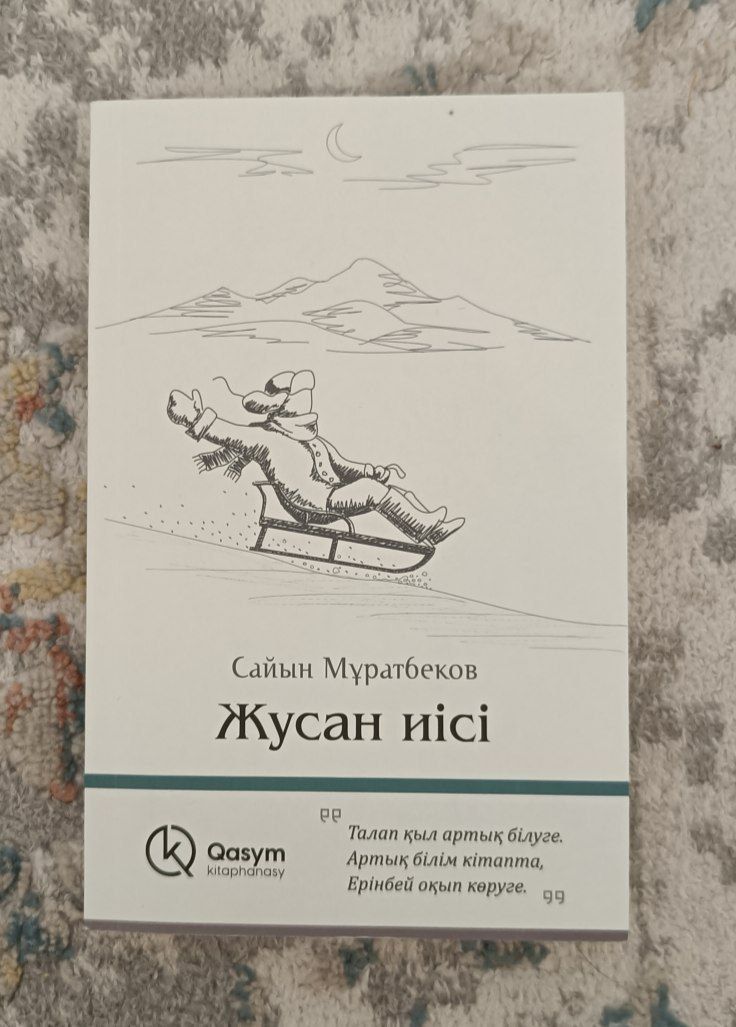 Сайын Мұратбеков
Жусан иісі
Qasym
kitaphanasy
Талап қыл артық білуге.
Артық білім кітапта,
Ерінбей оқып көруге.